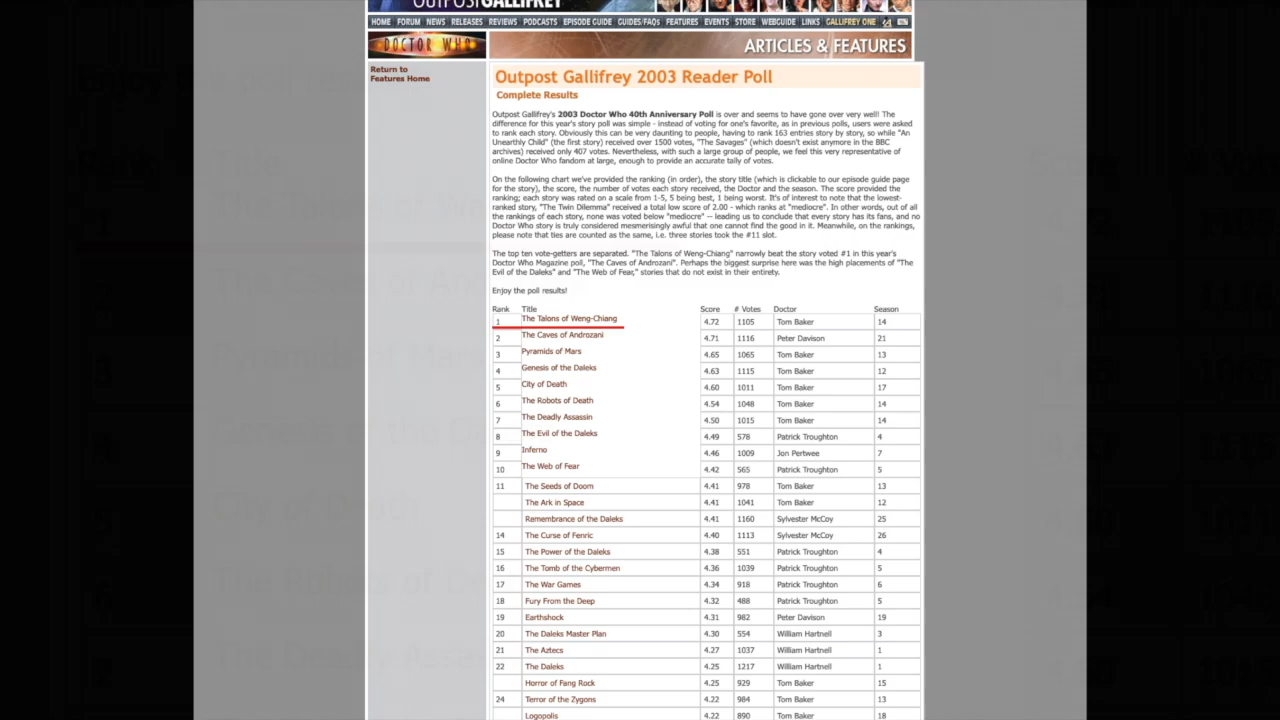 OUTPOSTGALLIFREY
HOME FORUM NEWS RELEASES REVIEWS PODCASTS EPISODE GUIDE GUIDES/FAQs FEATURES EVENTS STORE WEBGUIDE LINKS GALLIFREY ONE
DOCTOR WHO
ARTICLES & FEATURES
Return to
Features Home
Outpost Gallifrey 2003 Reader Poll
Complete Results
Outpost Gallifrey's 2003 Doctor Who 40th Anniversary Poll is over and seems to have gone over very well! The
difference for this year's story poll was simple - instead of voting for one's favorite, as in previous polls, users were asked
to rank each story. Obviously this can be very daunting to people, having to rank 163 entries story by story, so while "An
Unearthly Child" (the first story) received over 1500 votes, "The Savages" (which doesn't exist anymore in the BBC
archives) received only 407 votes. Nevertheless, with such a large group of people, we feel this very representative of
online Doctor Who fandom at large, enough to provide an accurate tally of votes.
On the following chart we've provided the ranking (in order), the story title (which is clickable to our episode guide page
for the story), the score, the number of votes each story received, the Doctor and the season. The score provided the
ranking; each story was rated on a scale from 1-5, 5 being best, 1 being worst. It's of interest to note that the lowest-
ranked story, "The Twin Dilemma" received a total low score of 2.00 - which ranks at "mediocre". In other words, out of all
the rankings of each story, none was voted below "mediocre" -- leading us to conclude that every story has its fans, and no
Doctor Who story is truly considered mesmerisingly awful that one cannot find the good in it. Meanwhile, on the rankings,
please note that ties are counted as the same, i.e. three stories took the #11 slot.
The top ten vote-getters are separated. "The Talons of Weng-Chiang" narrowly beat the story voted #1 in this year's
Doctor Who Magazine poll, "The Caves of Androzani". Perhaps the biggest surprise here was the high placements of "The
Evil of the Daleks" and "The Web of Fear," stories that do not exist in their entirety.
Enjoy the poll results!
Rank Title Score # Votes Doctor Season
1 The Talons of Weng-Chiang 4.72 1105 Tom Baker 14
2 The Caves of Androzani 4.71 1116 Peter Davison 21
3 Pyramids of Mars 4.65 1065 Tom Baker 13
4 Genesis of the Daleks 4.63 1115 Tom Baker 12
5 City of Death 4.60 1011 Tom Baker 17
6 The Robots of Death 4.54 1048 Tom Baker 14
7 The Deadly Assassin 4.50 1015 Tom Baker 14
8 The Evil of the Daleks 4.49 578 Patrick Troughton 4
9 Inferno 4.46 1009 Jon Pertwee 7
10 The Web of Fear 4.42 565 Patrick Troughton 5
11 The Seeds of Doom 4.41 978 Tom Baker 13
The Ark in Space 4.41 1041 Tom Baker 12
Remembrance of the Daleks 4.41 1160 Sylvester McCoy 25
14 The Curse of Fenric 4.40 1113 Sylvester McCoy 26
15 The Power of the Daleks 4.38 551 Patrick Troughton 4
16 The Tomb of the Cybermen 4.36 1039 Patrick Troughton 5
17 The War Games 4.34 918 Patrick Troughton 6
18 Fury From the Deep 4.32 488 Patrick Troughton 5
19 Earthshock 4.31 982 Peter Davison 19
20 The Daleks Master Plan 4.30 554 William Hartnell 3
21 The Aztecs 4.27 1037 William Hartnell 1
22 The Daleks 4.25 1217 William Hartnell 1
Horror of Fang Rock 4.25 929 Tom Baker 15
24 Terror of the Zygons 4.22 984 Tom Baker 13
Logopolis 4.22 890 Tom Baker 18